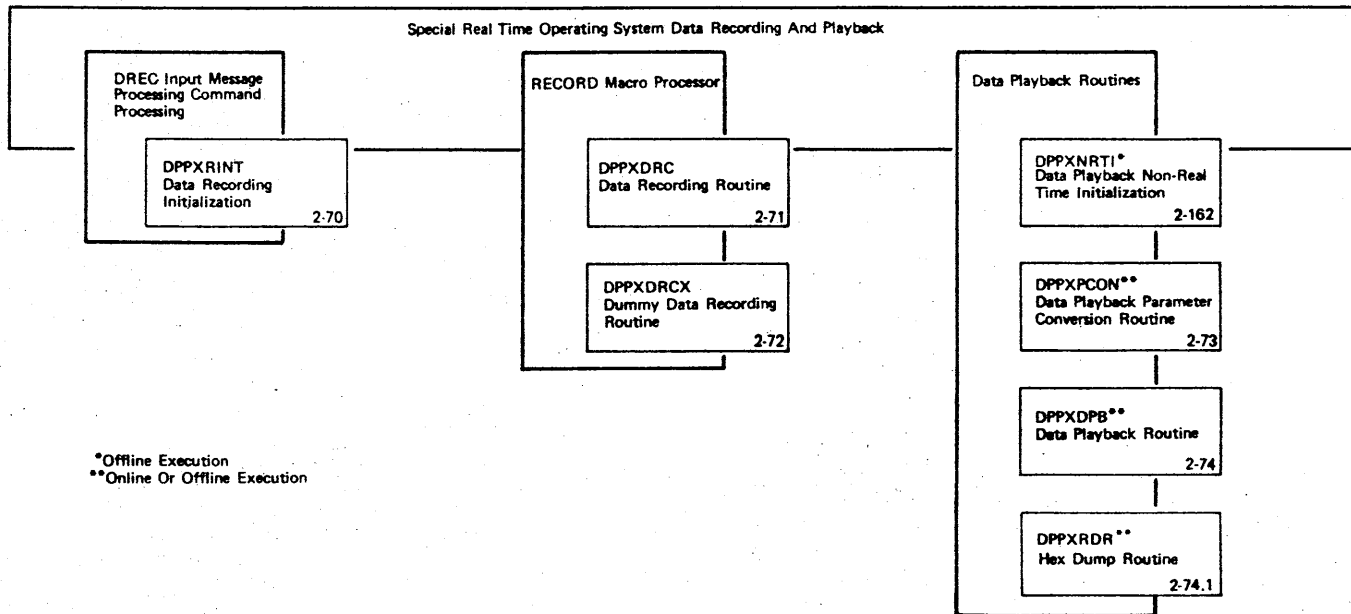 Special Real Time Operating System Data Recording And Playback
DREC Input Message
Processing Command
Processing
DPPXRINT
Data Recording
Initialization
2-70
RECORD Macro Processor
DPPXDRC
Data Recording Routine
2-71
DPPXDRCX
Dummy Data Recording
Routine
2-72
Data Playback Routines
DPPXNRTI*
Data Playback Non-Real
Time Initialization
2-162
DPPXPCON**
Data Playback Parameter
Conversion Routine
2-73
DPPXDPB**
Data Playback Routine
2-74
DPPXRDR**
Hex Dump Routine
2-74.1
*Offline Execution
**Online Or Offline Execution